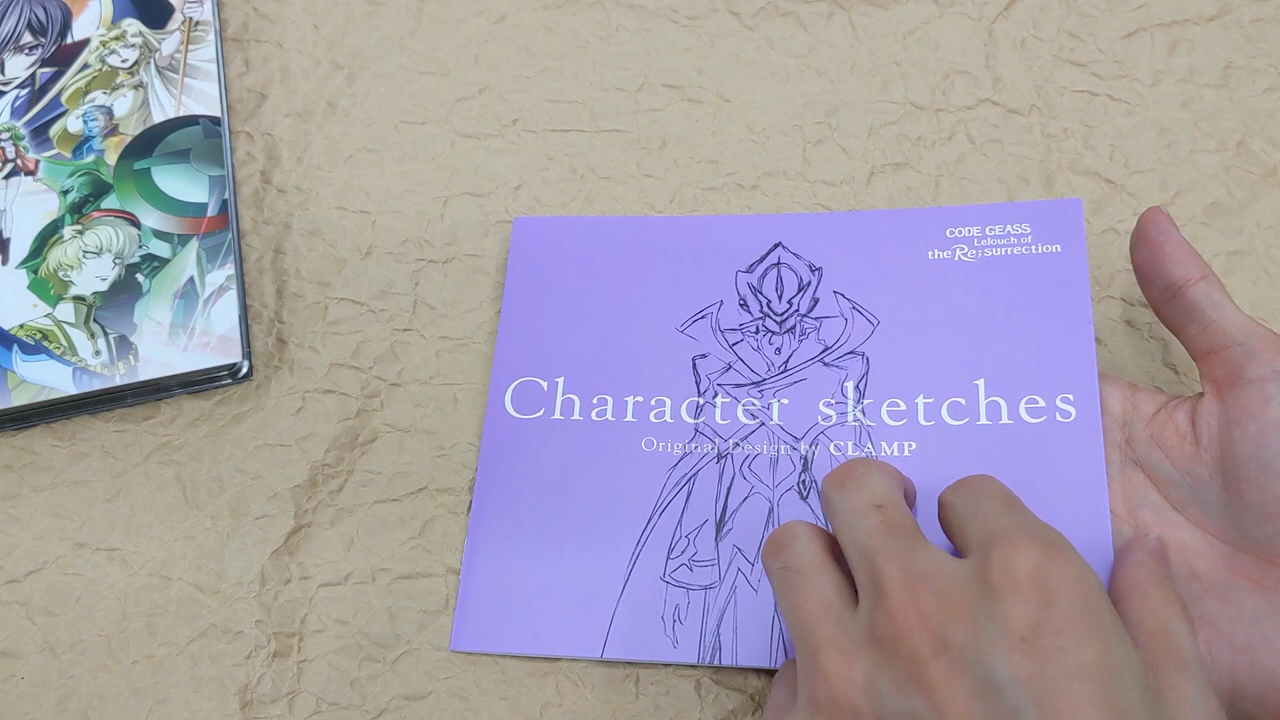 CODE GEASS
Lelouch of
the Re;surrection
Character sketches
Original Design by CLAMP